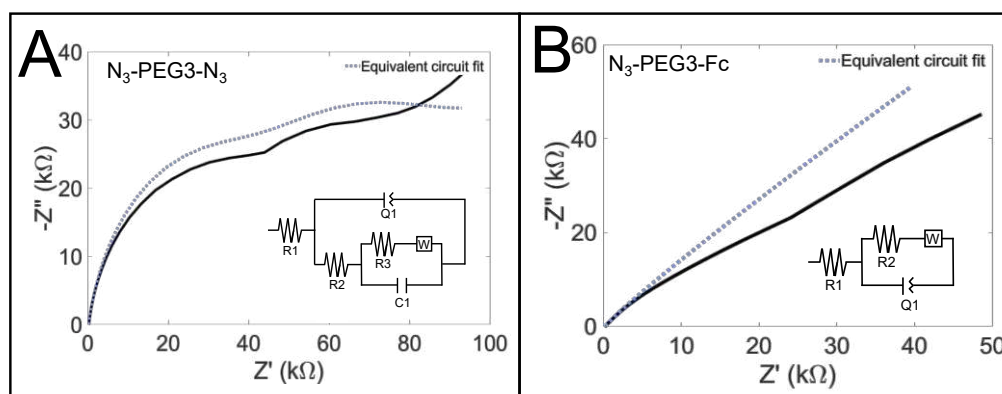 A
N₃-PEG3-N₃
Equivalent circuit fit
40
30
20
10
0
-Z" (kΩ)
0 20 40 60 80 100
Z' (kΩ)
R1
Q1
R2
R3
W
C1
B
N₃-PEG3-Fc
Equivalent circuit fit
60
40
20
0
-Z" (kΩ)
0 10 20 30 40 50
Z' (kΩ)
R1
R2
W
Q1